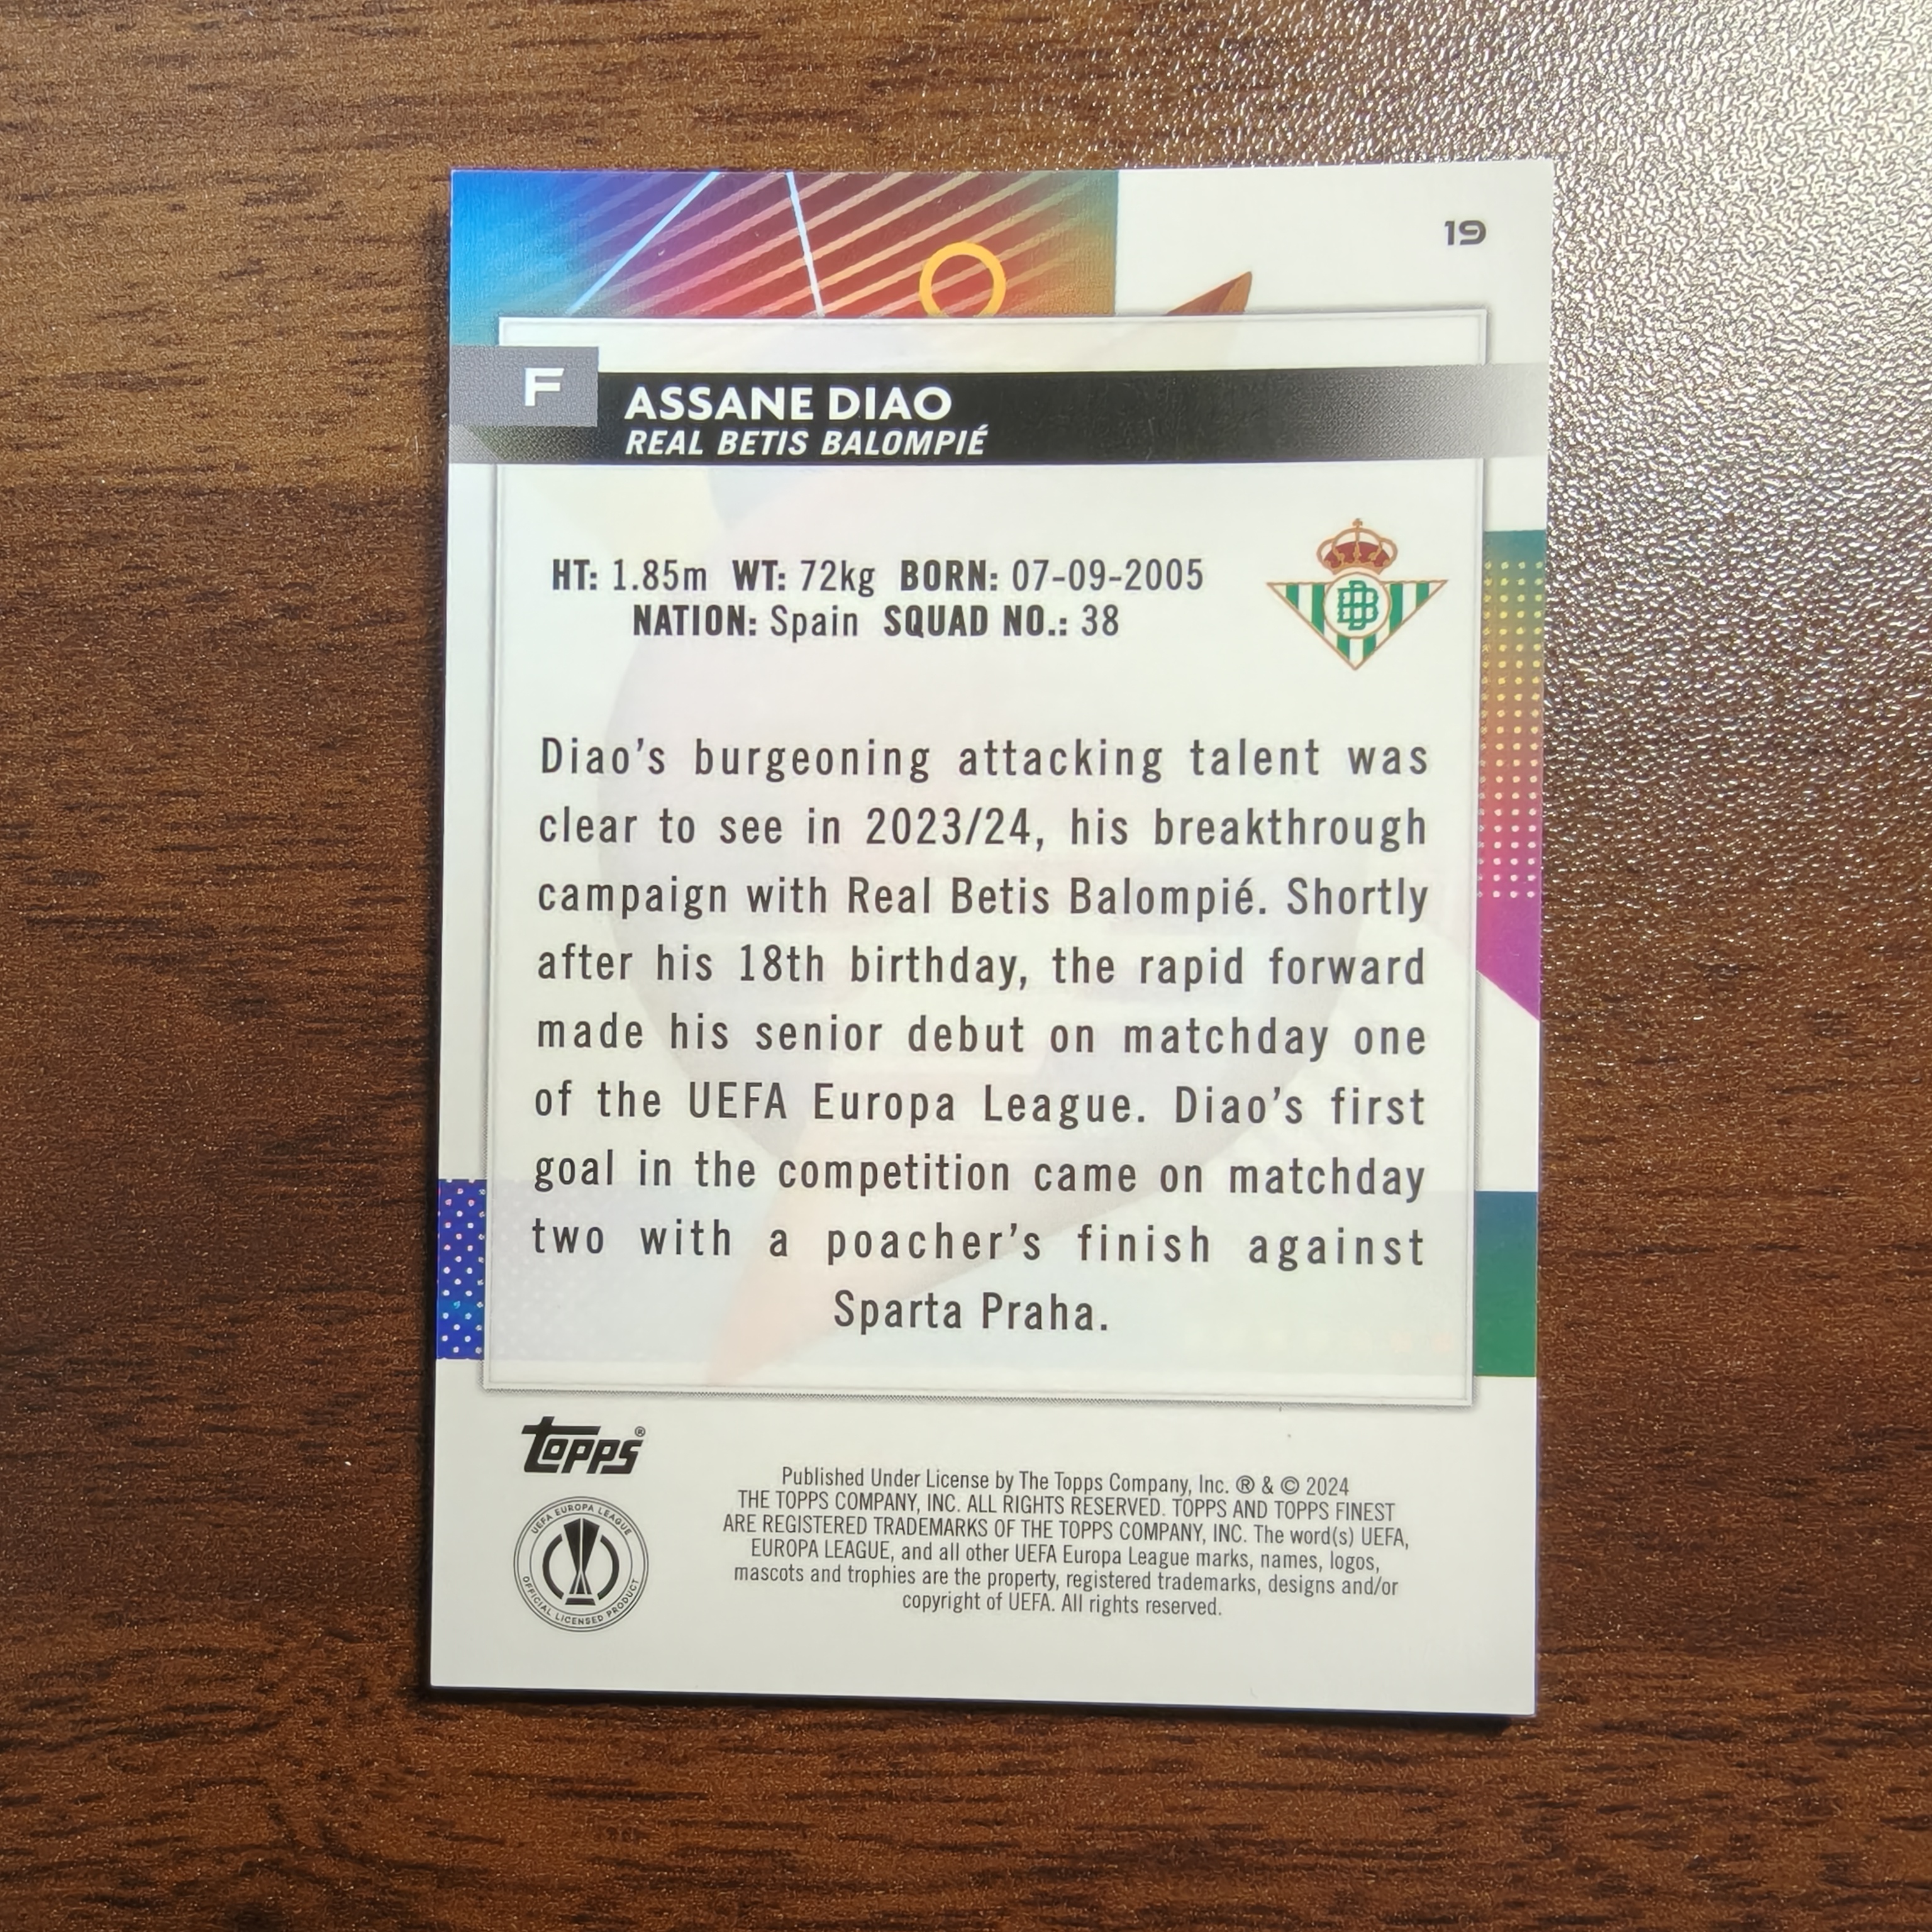 19
F
ASSANE DIAO
REAL BETIS BALOMPIÉ
HT: 1.85m WT: 72kg BORN: 07-09-2005
NATION: Spain SQUAD NO.: 38
Diao’s burgeoning attacking talent was
clear to see in 2023/24, his breakthrough
campaign with Real Betis Balompié. Shortly
after his 18th birthday, the rapid forward
made his senior debut on matchday one
of the UEFA Europa League. Diao’s first
goal in the competition came on matchday
two with a poacher’s finish against
Sparta Praha.
Topps®
UEFA EUROPA LEAGUE
OFFICIAL LICENSED PRODUCT
Published Under License by The Topps Company, Inc. ® & © 2024
THE TOPPS COMPANY, INC. ALL RIGHTS RESERVED. TOPPS AND TOPPS FINEST
ARE REGISTERED TRADEMARKS OF THE TOPPS COMPANY, INC. The word(s) UEFA,
EUROPA LEAGUE, and all other UEFA Europa League marks, names, logos,
mascots and trophies are the property, registered trademarks, designs and/or
copyright of UEFA. All rights reserved.